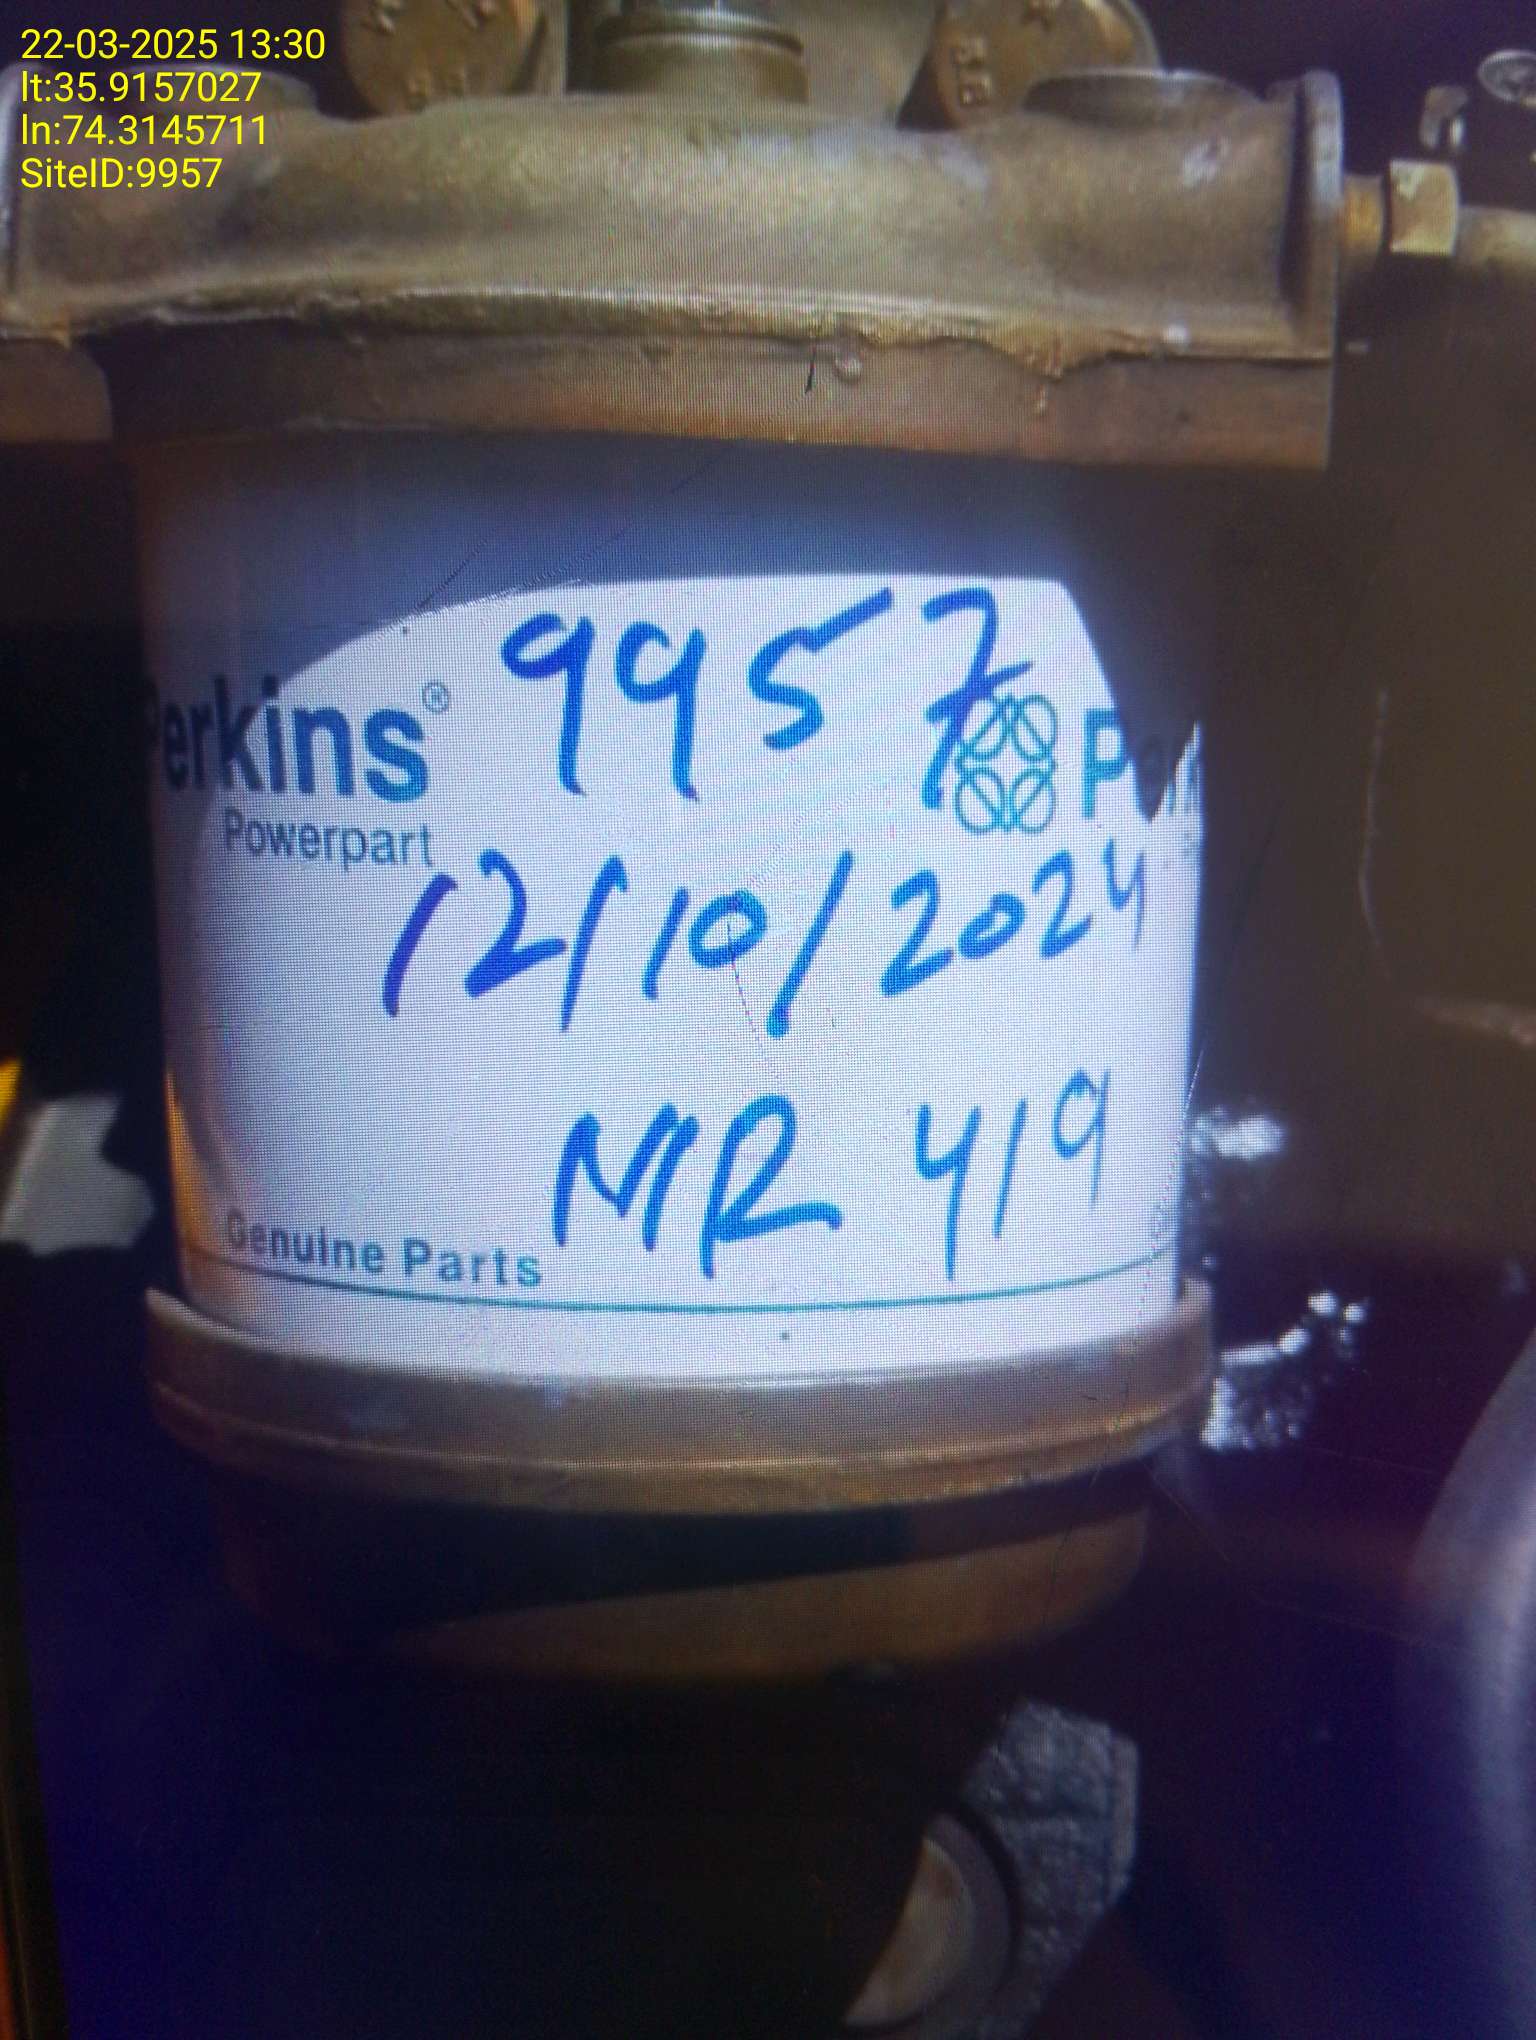 22-03-2025 13:30
lt:35.9157027
ln:74.3145711
SiteID:9957
9957
Perkins®
Powerpart
12/10/2024
MR 419
Genuine Parts